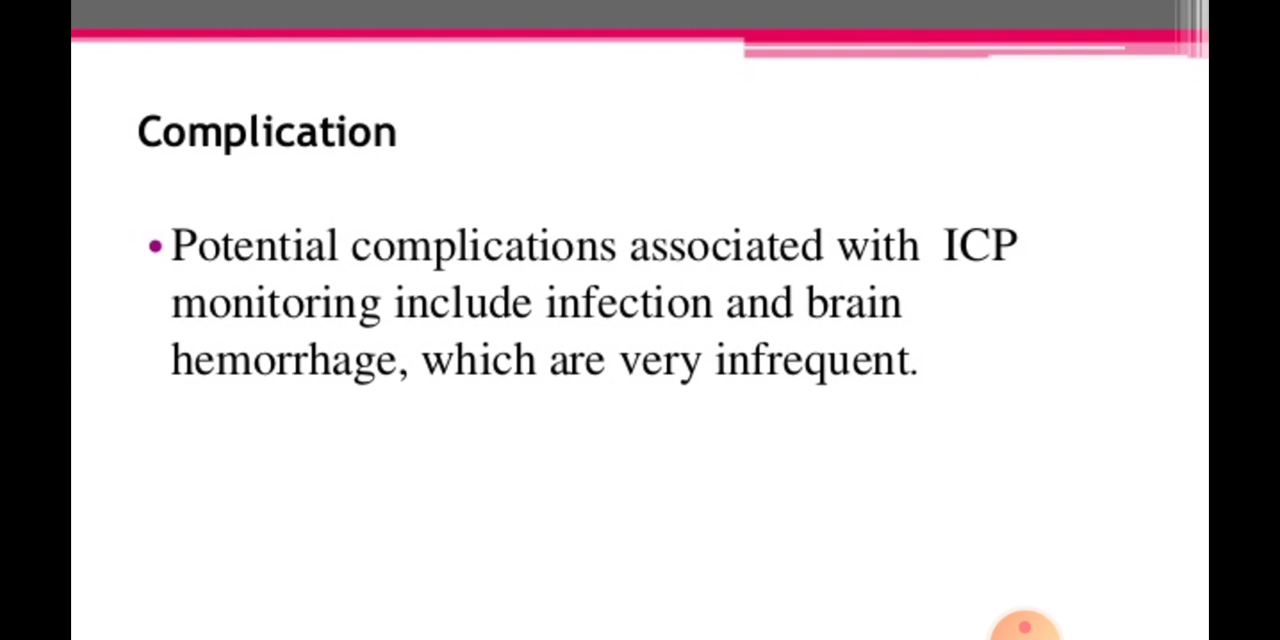 Complication
•Potential complications associated with  ICP
monitoring include infection and brain
hemorrhage, which are very infrequent.